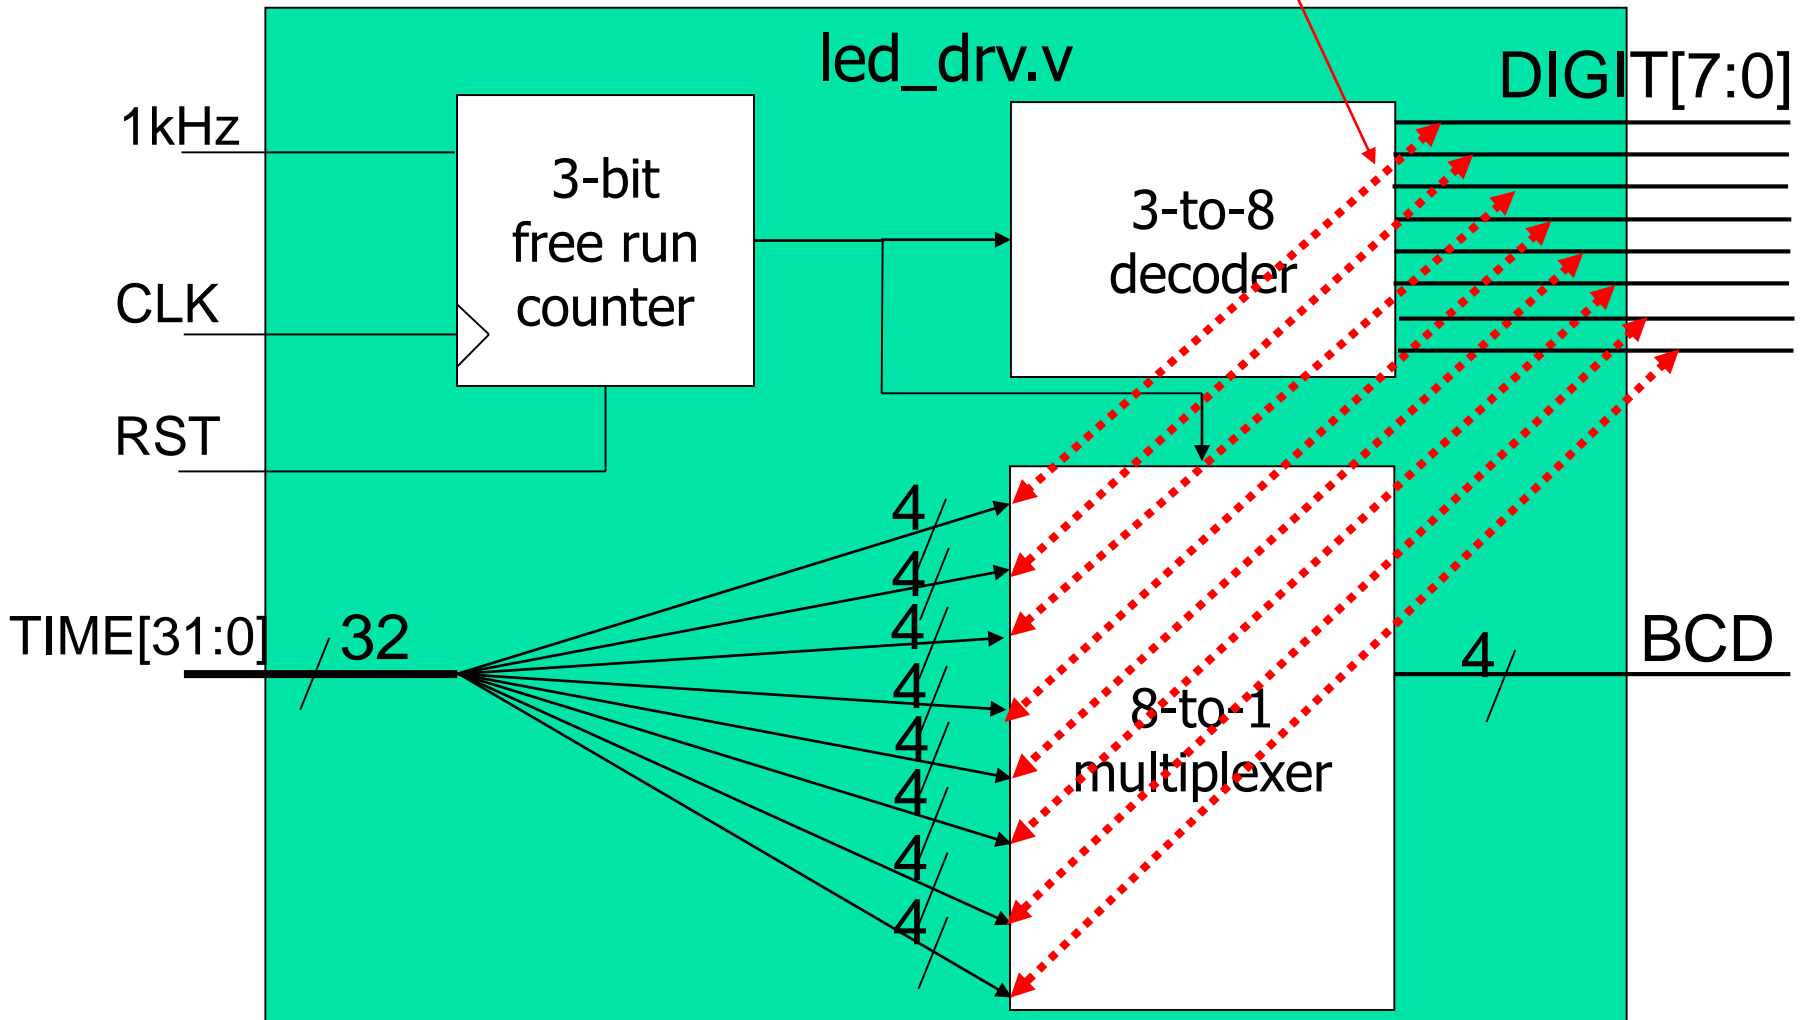 led_drv.v
DIGIT[7:0]
1kHz
3-bit
free run
counter
3-to-8
decoder
CLK
RST
4
4
4
4
4
4
4
4
TIME[31:0]
32
8-to-1
multiplexer
4
BCD